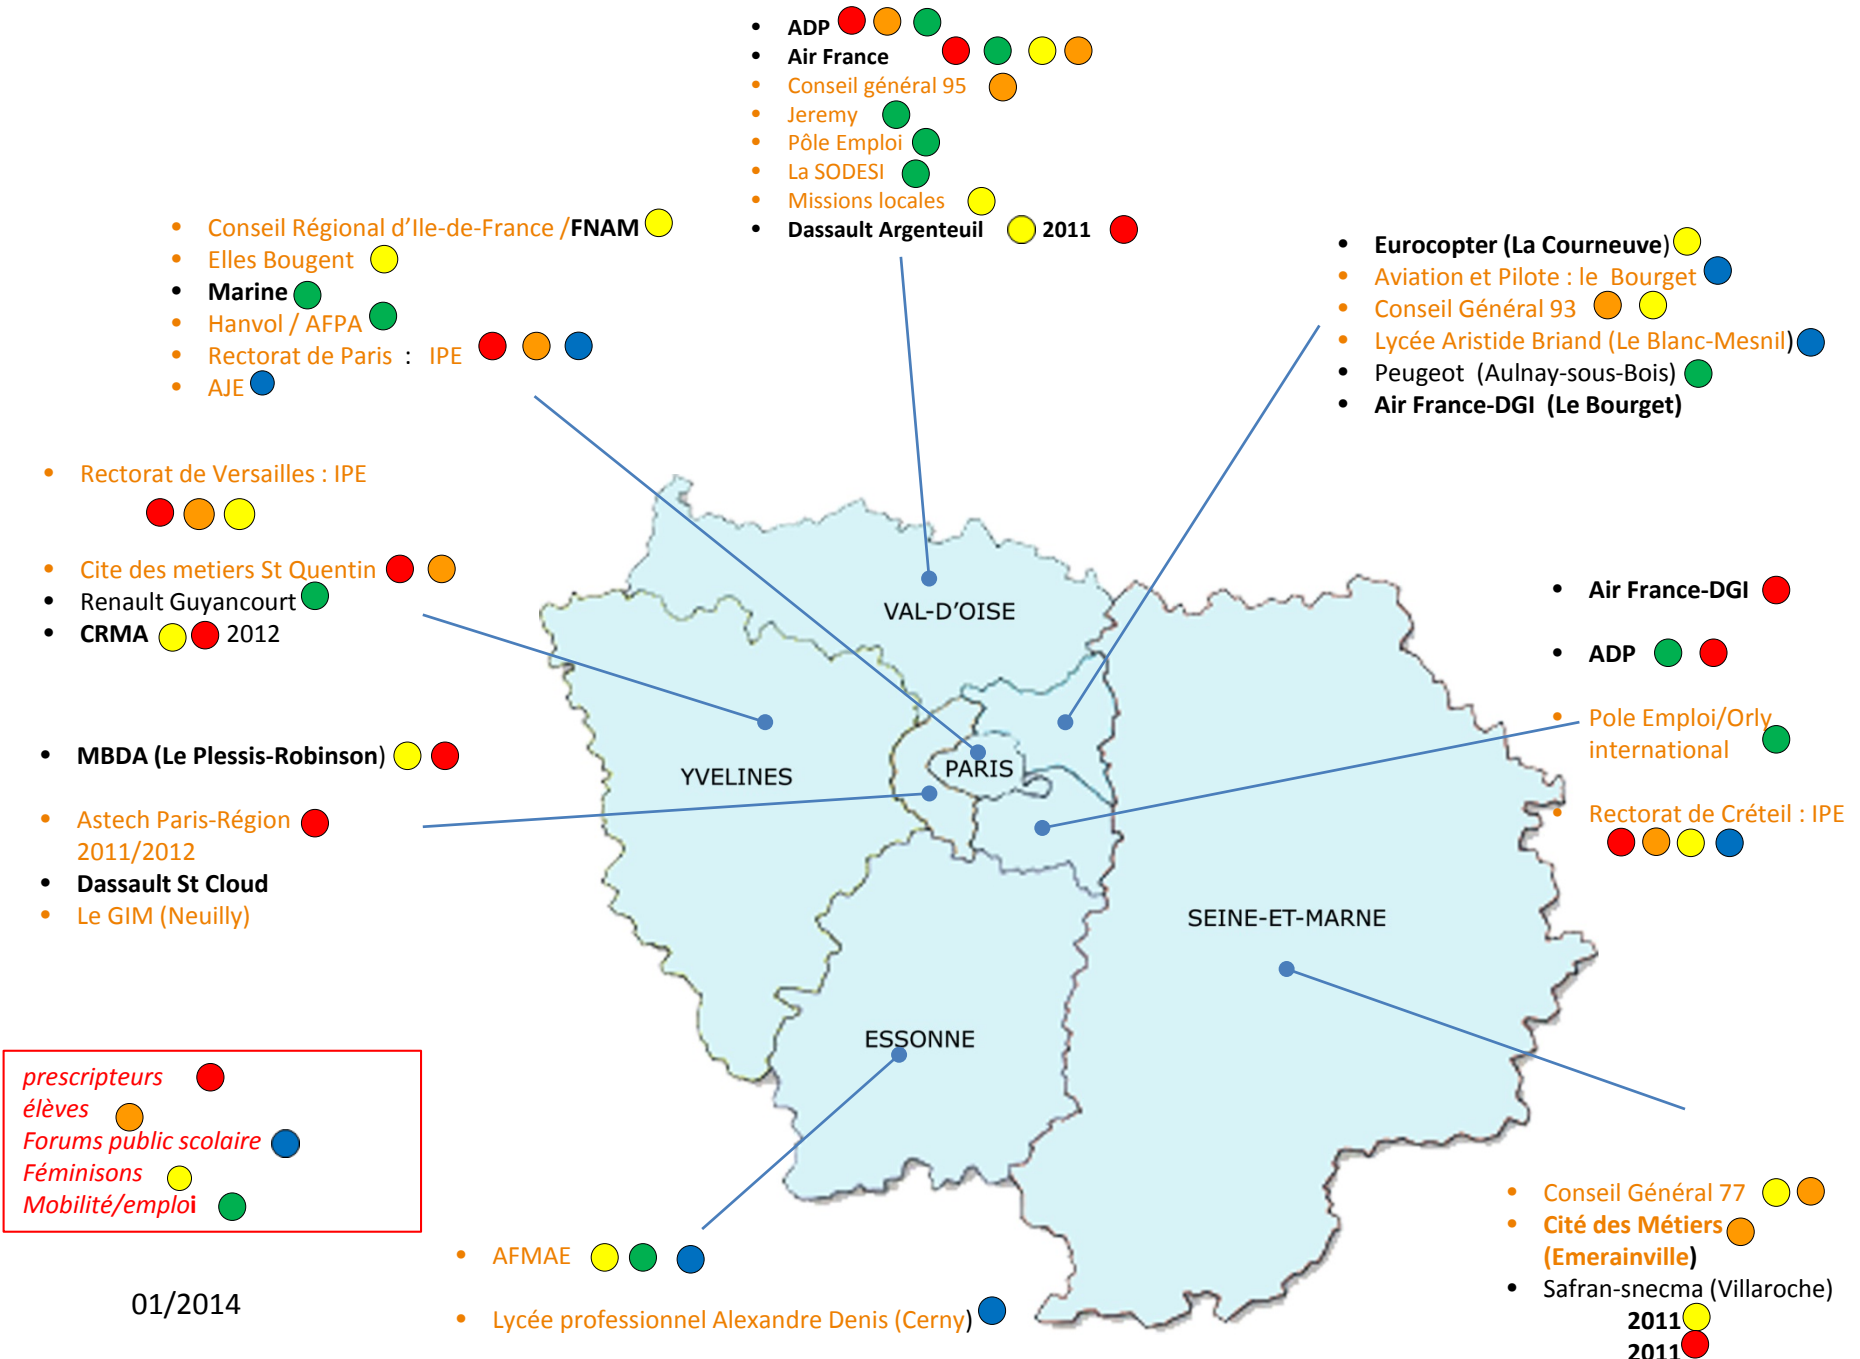 • ADP
• Air France
• Conseil général 95
• Jeremy
• Pôle Emploi
• La SODESI
• Missions locales
• Dassault Argenteuil 2011
• Conseil Régional d’Ile-de-France /FNAM
• Elles Bougent
• Marine
• Hanvol / AFPA
• Rectorat de Paris : IPE
• AJE
• Eurocopter (La Courneuve)
• Aviation et Pilote : le Bourget
• Conseil Général 93
• Lycée Aristide Briand (Le Blanc-Mesnil)
• Peugeot (Aulnay-sous-Bois)
• Air France-DGI (Le Bourget)
• Rectorat de Versailles : IPE
• Cite des metiers St Quentin
• Renault Guyancourt
• CRMA 2012
• MBDA (Le Plessis-Robinson)
• Astech Paris-Région
2011/2012
• Dassault St Cloud
• Le GIM (Neuilly)
VAL-D’OISE
YVELINES
PARIS
SEINE-ET-MARNE
ESSONNE
• Air France-DGI
• ADP
• Pole Emploi/Orly
international
• Rectorat de Créteil : IPE
prescripteurs
élèves
Forums public scolaire
Féminisons
Mobilité/emploi
01/2014
• AFMAE
• Lycée professionnel Alexandre Denis (Cerny)
• Conseil Général 77
• Cité des Métiers
(Emerainville)
• Safran-snecma (Villaroche)
2011
2011